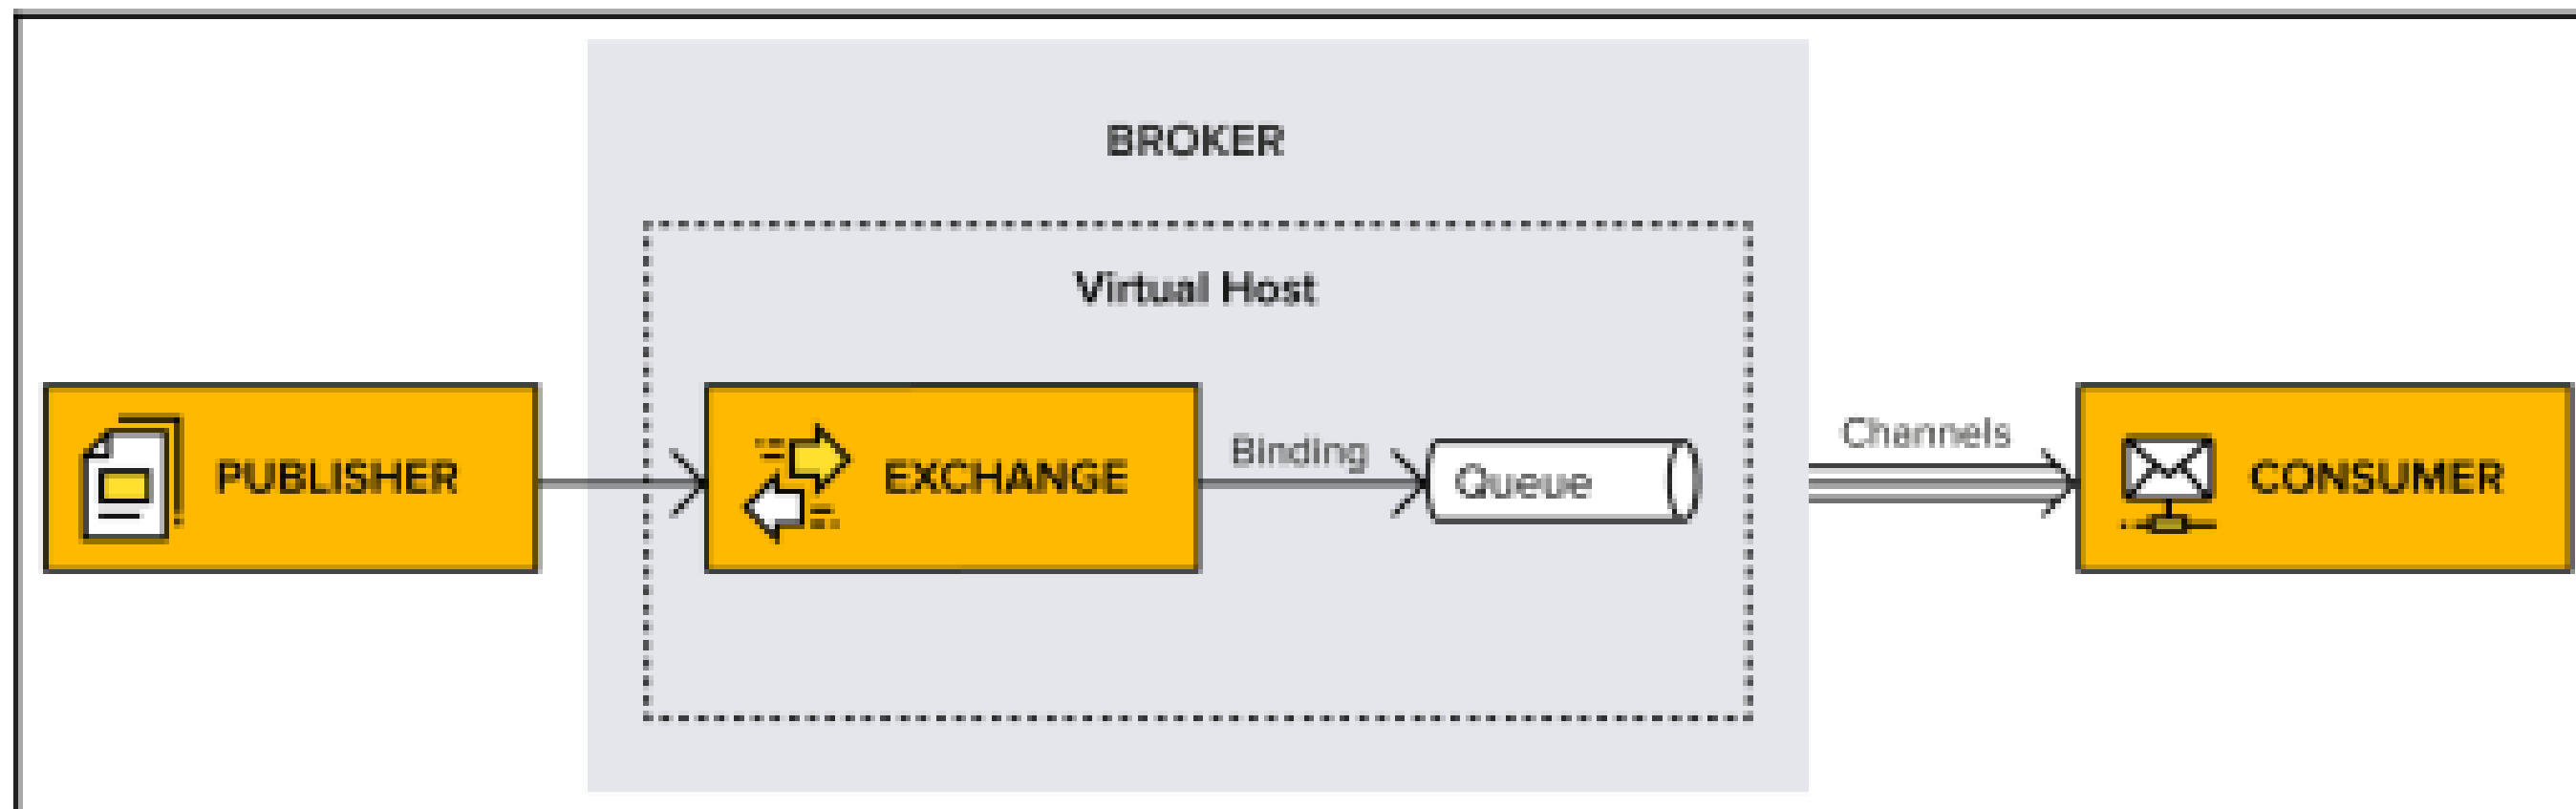 BROKER
Virtual Host
PUBLISHER
EXCHANGE
Binding
Queue
Channels
CONSUMER